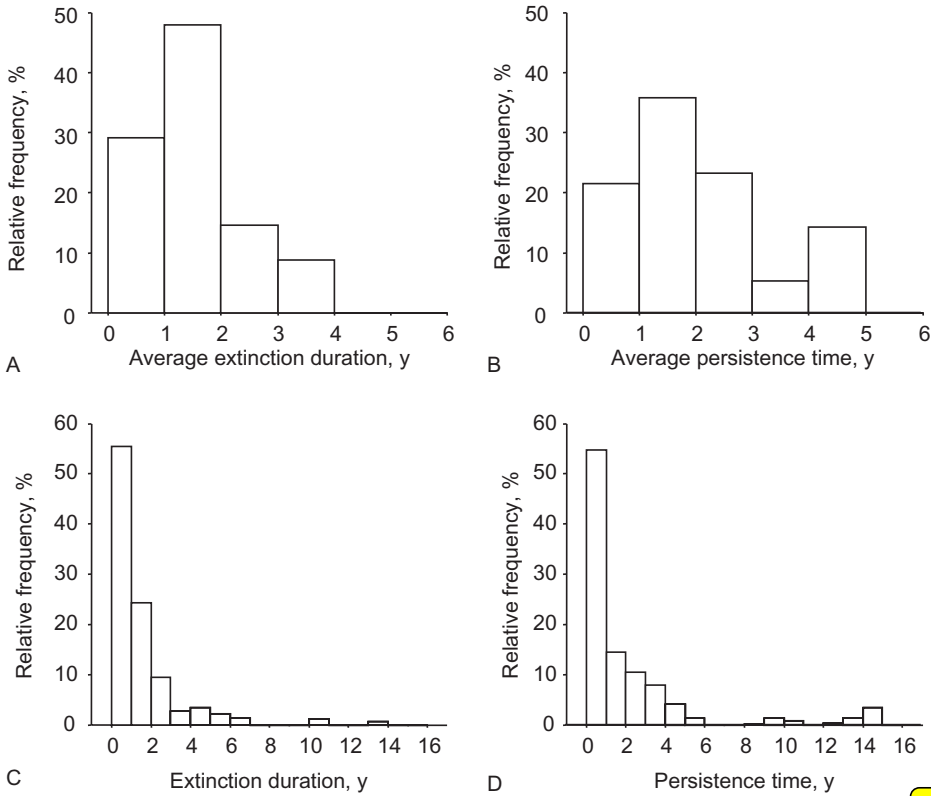 50
40
30
20
10
0
Relative frequency, %
0 1 2 3 4 5 6
Average extinction duration, y
A
50
40
30
20
10
0
Relative frequency, %
0 1 2 3 4 5 6
Average persistence time, y
B
60
50
40
30
20
10
0
Relative frequency, %
0 2 4 6 8 10 12 14 16
Extinction duration, y
C
60
50
40
30
20
10
0
Relative frequency, %
0 2 4 6 8 10 12 14 16
Persistence time, y
D